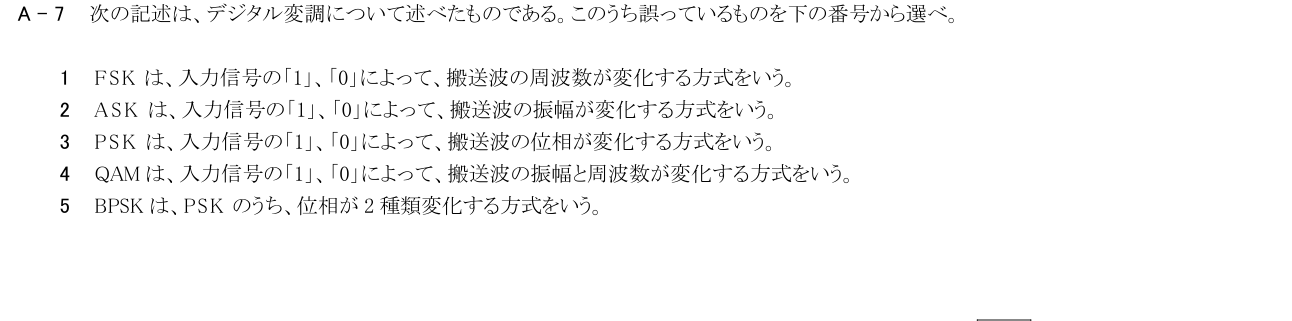 A － 7 次の記述は、デジタル変調について述べたものである。このうち誤っているものを下の番号から選べ。
1 FSK は、入力信号の「1」、「0」によって、搬送波の周波数が変化する方式をいう。
2 ASK は、入力信号の「1」、「0」によって、搬送波の振幅が変化する方式をいう。
3 PSK は、入力信号の「1」、「0」によって、搬送波の位相が変化する方式をいう。
4 QAM は、入力信号の「1」、「0」によって、搬送波の振幅と周波数が変化する方式をいう。
5 BPSK は、PSK のうち、位相が 2 種類変化する方式をいう。